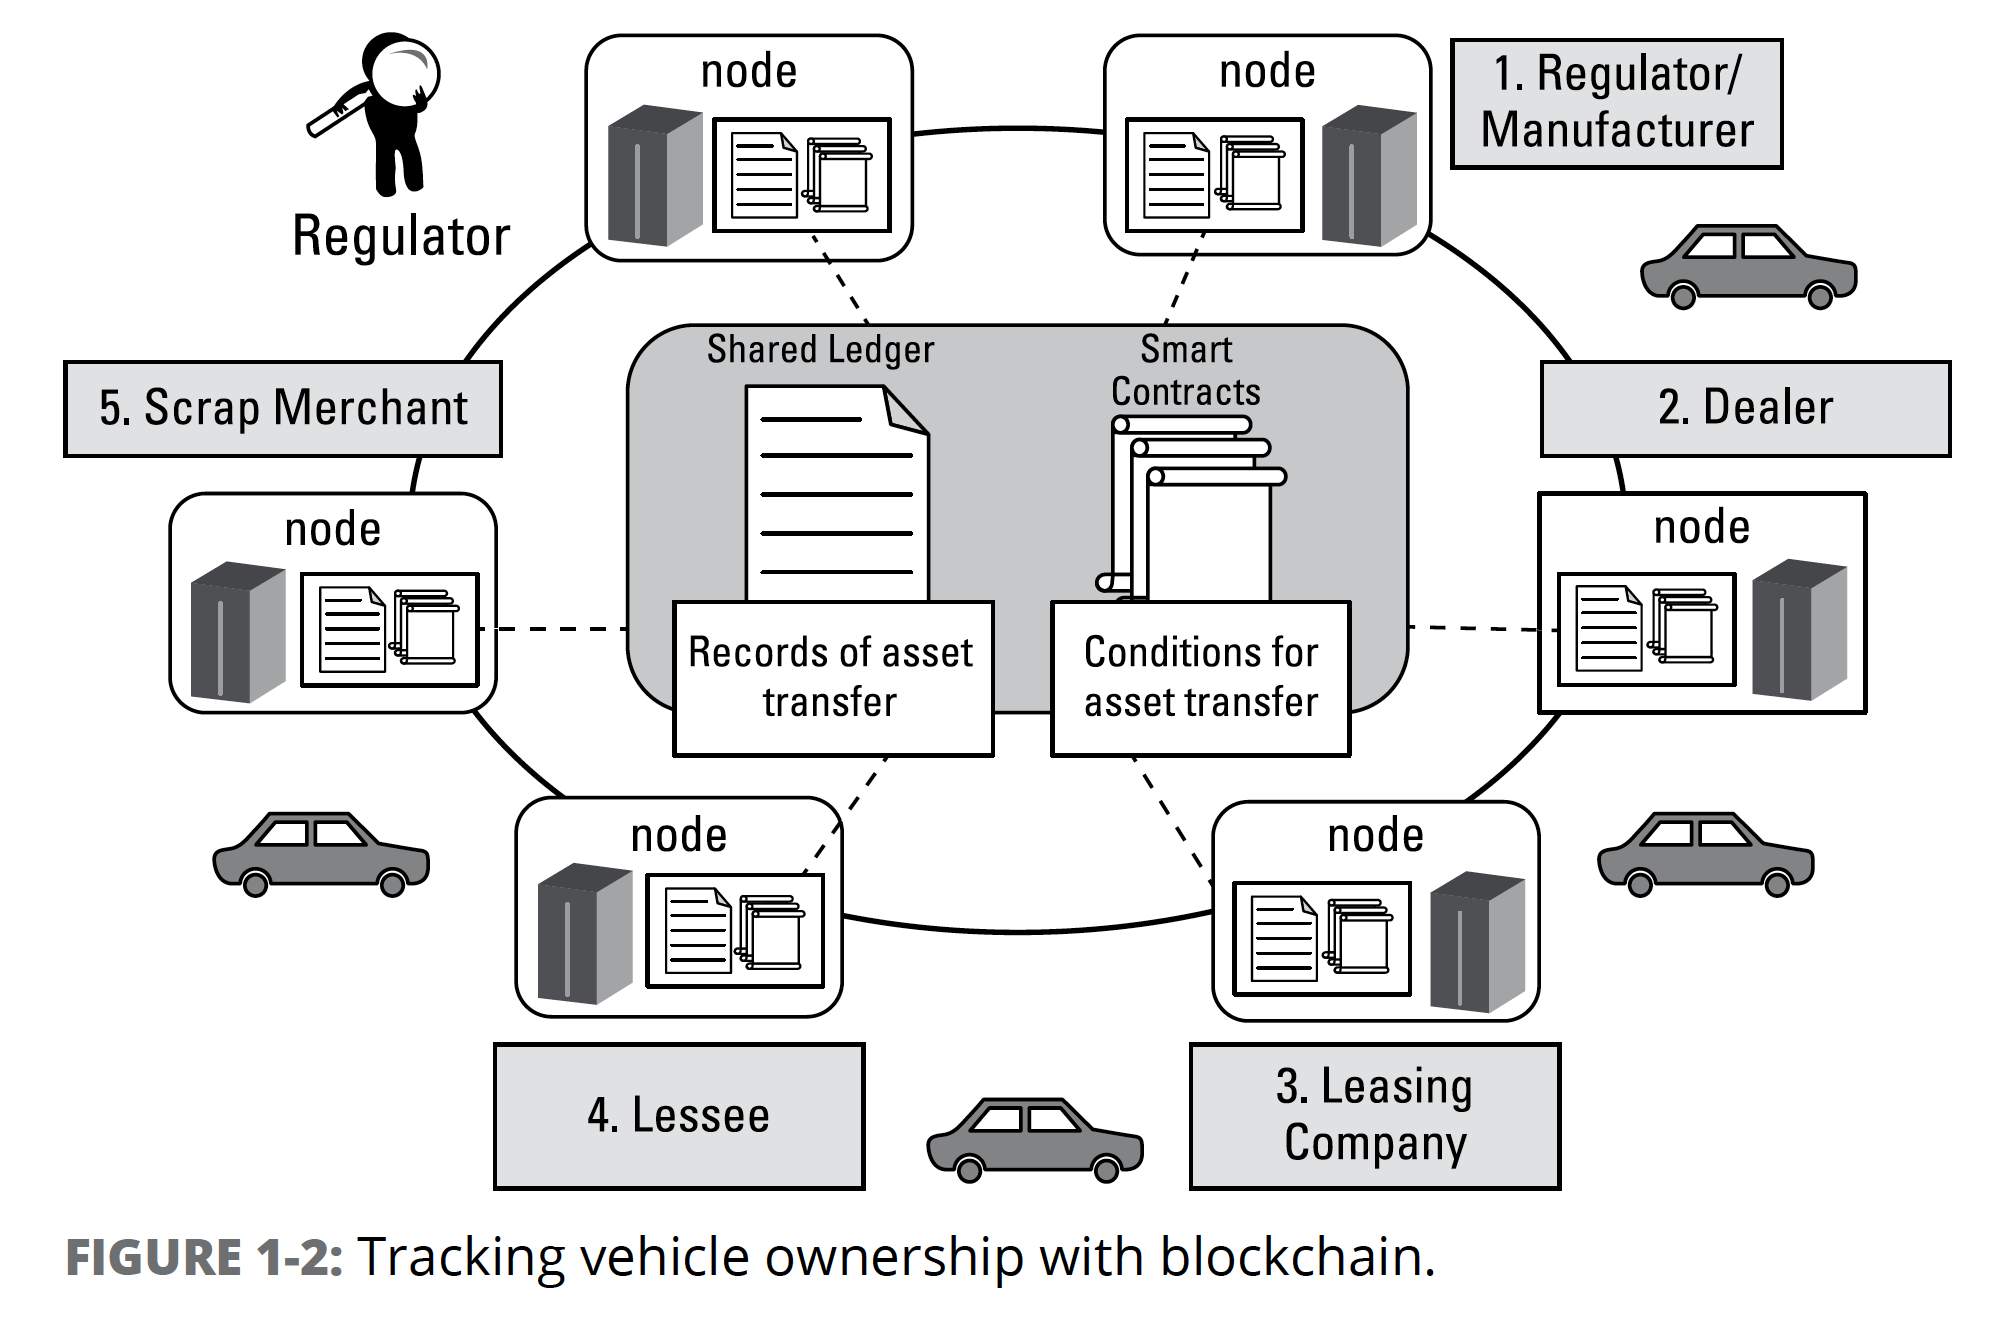 node
node
1. Regulator/
Manufacturer
Regulator
Shared Ledger
Smart
Contracts
5. Scrap Merchant
2. Dealer
node
node
Records of asset
transfer
Conditions for
asset transfer
node
node
4. Lessee
3. Leasing
Company
FIGURE 1-2: Tracking vehicle ownership with blockchain.